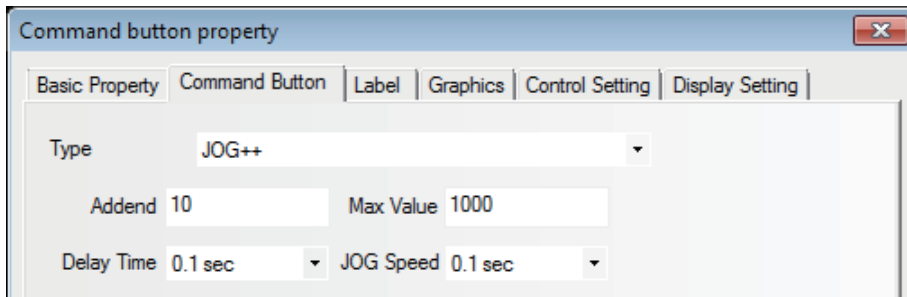 Command button property
Basic Property Command Button Label Graphics Control Setting Display Setting
Type JOG++
Addend 10 Max Value 1000
Delay Time 0.1 sec JOG Speed 0.1 sec